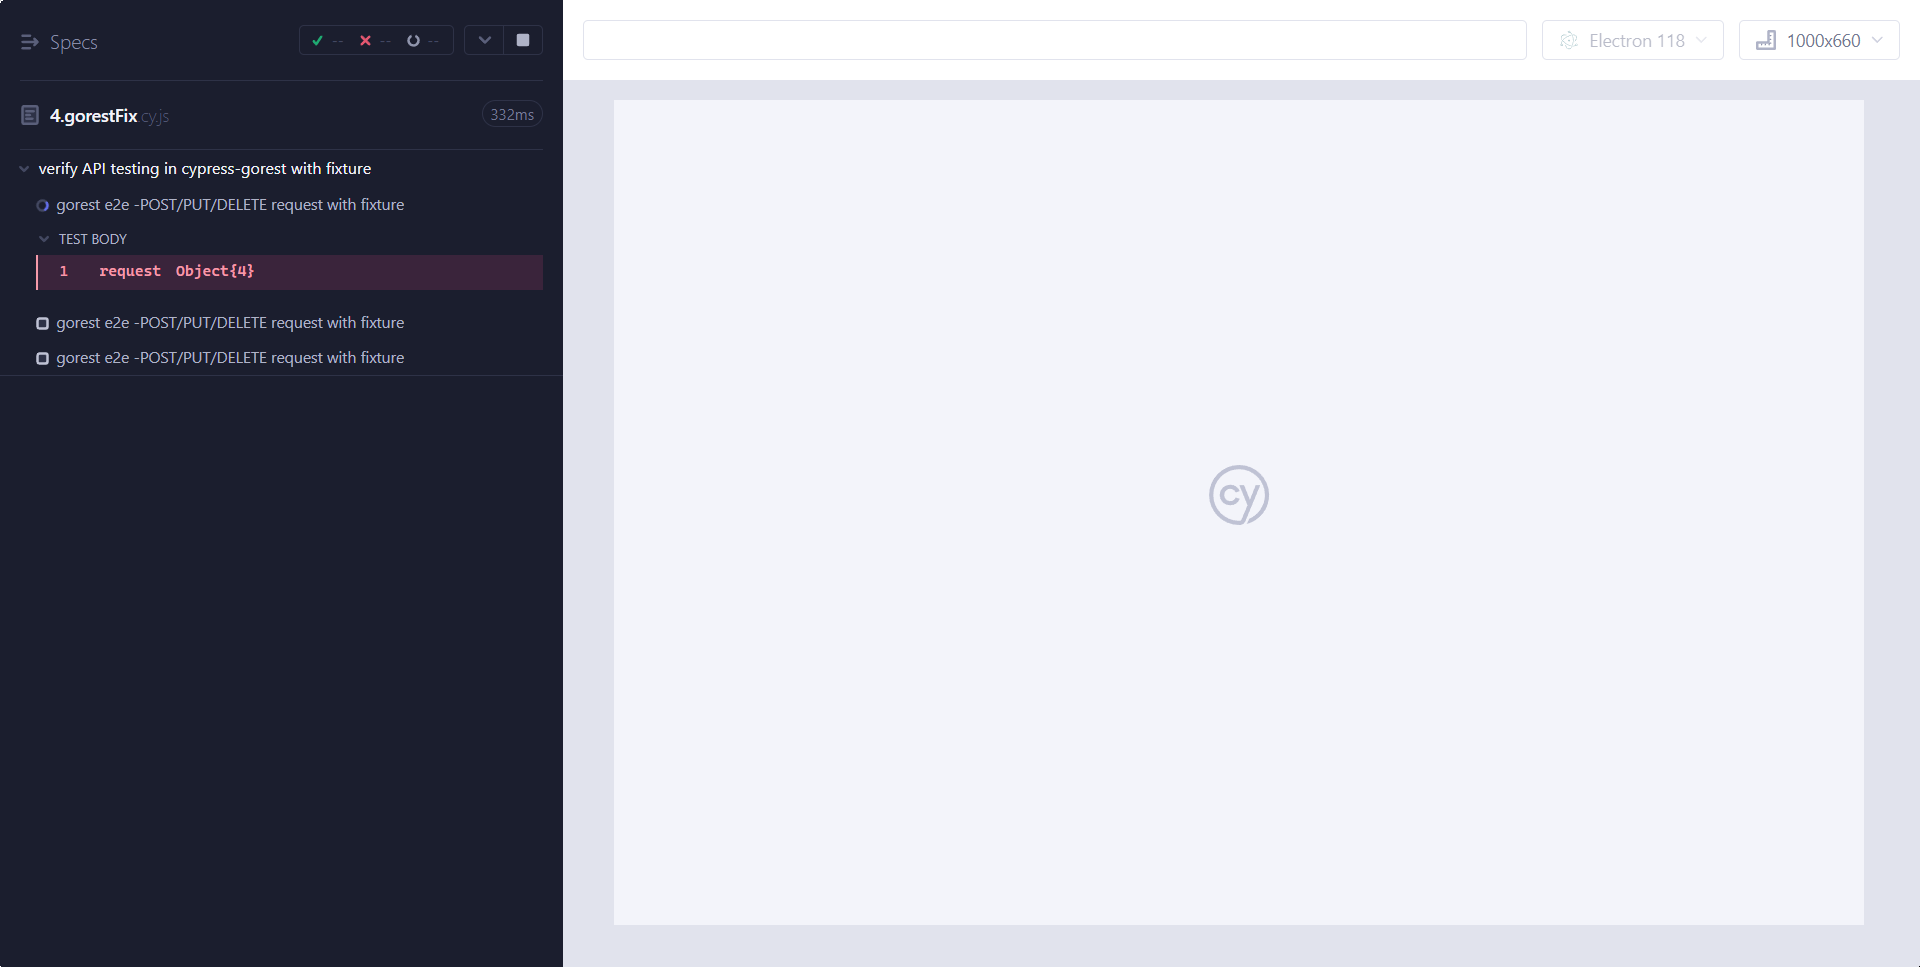 Specs -- -- --
4.gorestFix cy.js 332ms
verify API testing in cypress-gorest with fixture
gorest e2e -POST/PUT/DELETE request with fixture
TEST BODY
1 request Object{4}
gorest e2e -POST/PUT/DELETE request with fixture
gorest e2e -POST/PUT/DELETE request with fixture
Electron 118
1000x660
cy